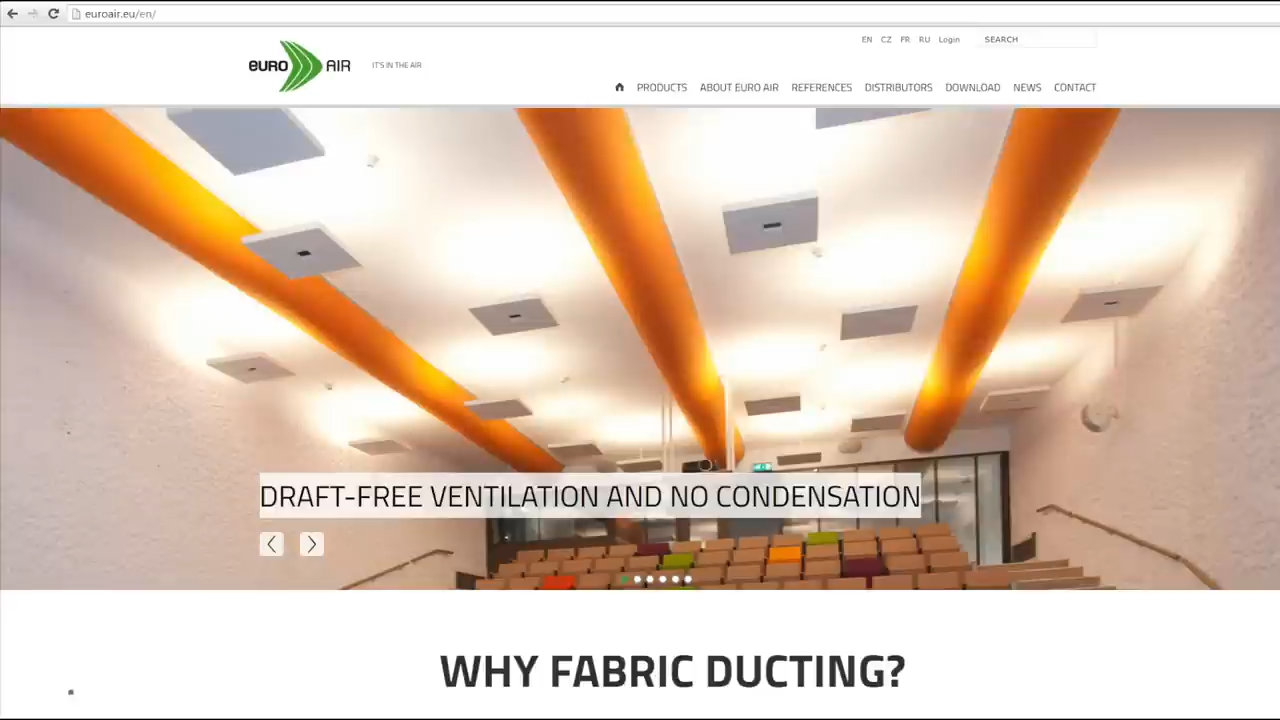 euroair.eu/en/
EN CZ FR RU Login SEARCH
EURO AIR IT'S IN THE AIR
PRODUCTS ABOUT EURO AIR REFERENCES DISTRIBUTORS DOWNLOAD NEWS CONTACT
DRAFT-FREE VENTILATION AND NO CONDENSATION
WHY FABRIC DUCTING?